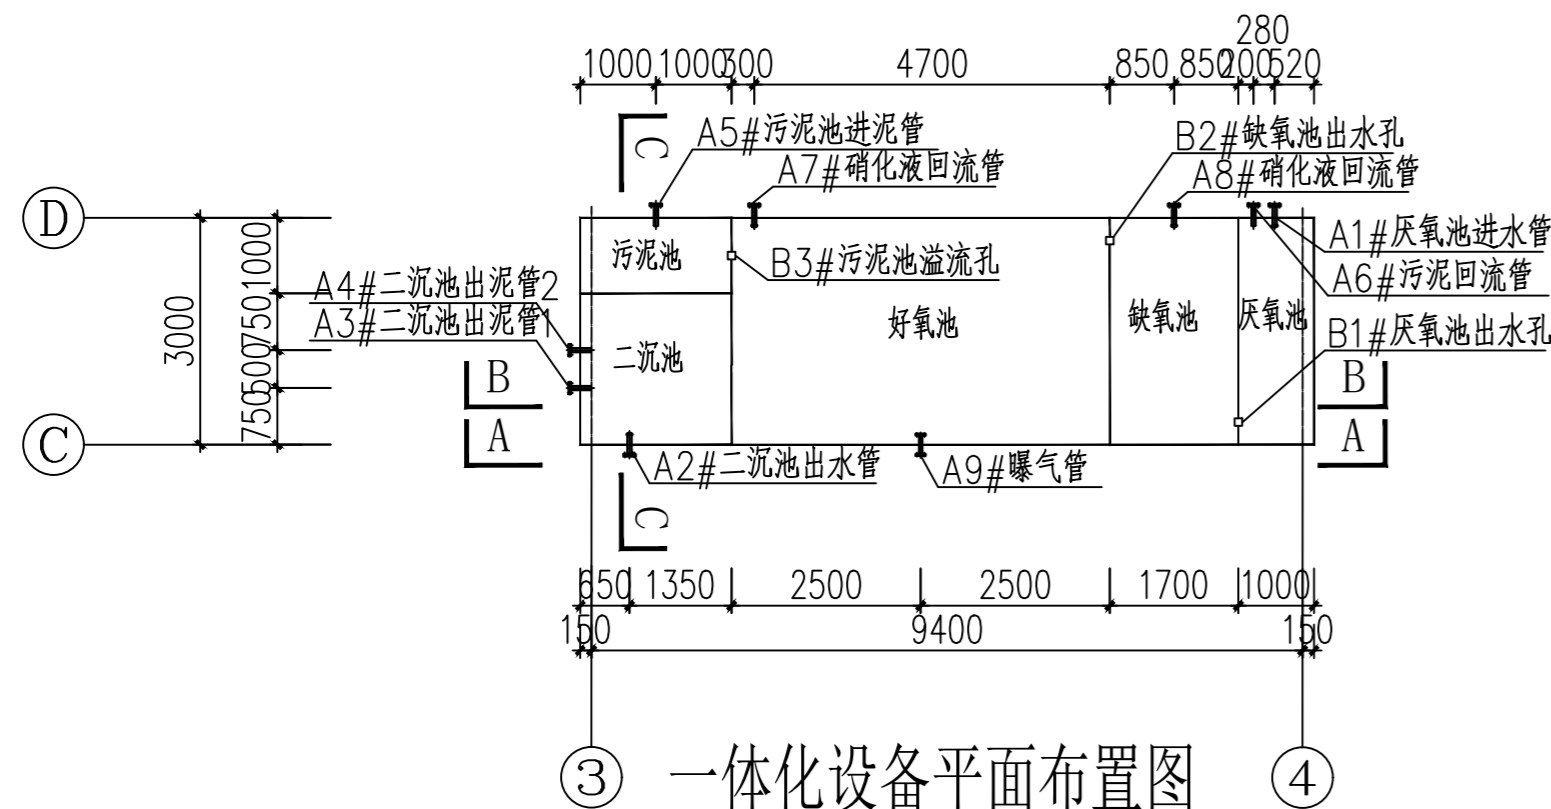 280
1000 1000 300 4700 850 850 200 520
C
A5#污泥池进泥管
B2#缺氧池出水孔
A7#硝化液回流管
A8#硝化液回流管
D
A1#厌氧池进水管
污泥池
B3#污泥池溢流孔
A6#污泥回流管
A4#二沉池出泥管2
A3#二沉池出泥管1
好氧池
缺氧池
厌氧池
B1#厌氧池出水孔
二沉池
3000
1000
750
500
750
B
B
C
A
A
A2#二沉池出水管
A9#曝气管
C
650 1350 2500 2500 1700 1000
150 9400 150
3
一体化设备平面布置图
4